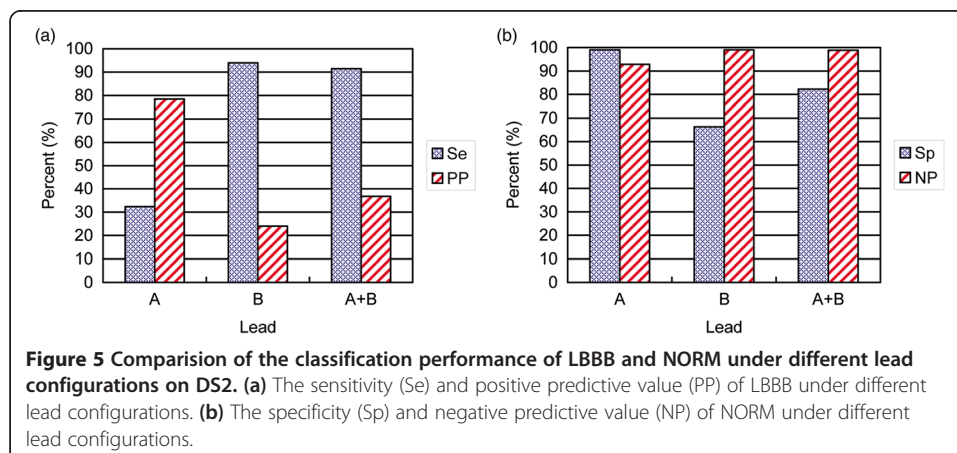 (a)
100
90
80
70
60
50
40
30
20
10
0
Percent (%)
A
B
A+B
Lead
Se
PP
(b)
100
90
80
70
60
50
40
30
20
10
0
Percent (%)
A
B
A+B
Lead
Sp
NP
Figure 5 Comparision of the classification performance of LBBB and NORM under different lead
configurations on DS2. (a) The sensitivity (Se) and positive predictive value (PP) of LBBB under different
lead configurations. (b) The specificity (Sp) and negative predictive value (NP) of NORM under different
lead configurations.